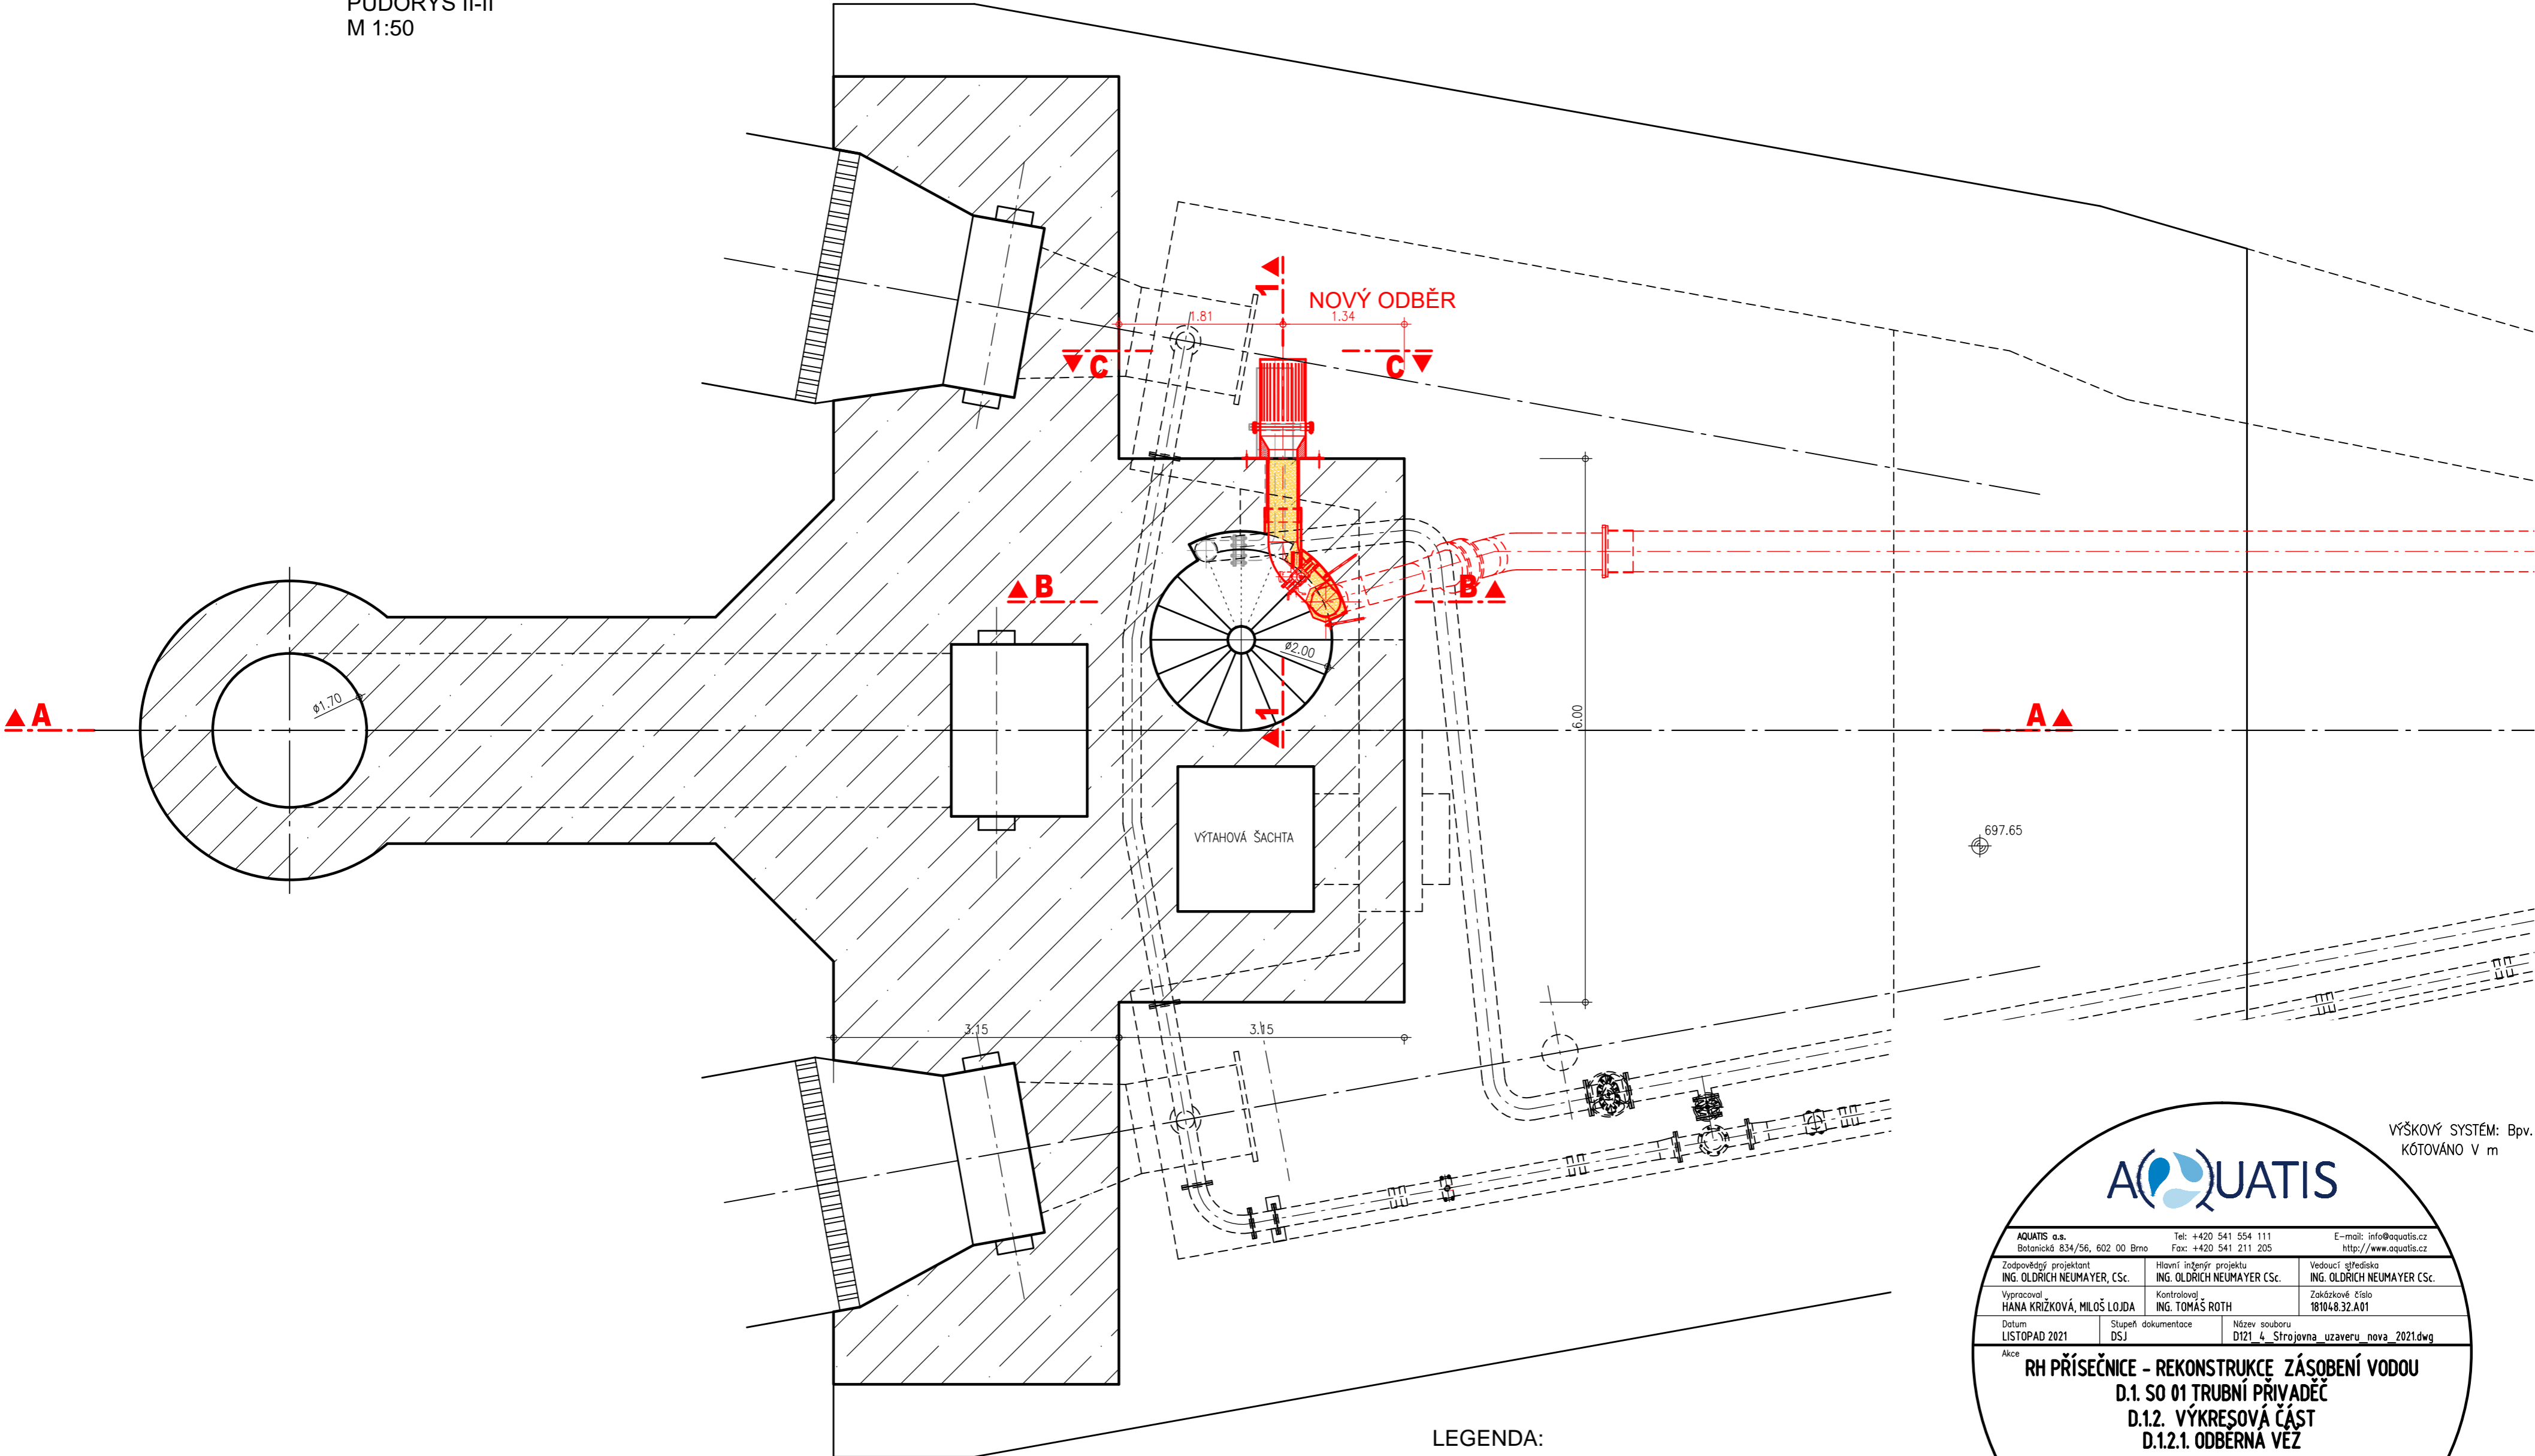 PŮDORYS II-II
M 1:50
1
NOVÝ ODBĚR
1.81
1.34
C
C
B
B
ø2.00
ø1.70
A
A
1
6.00
VÝTAHOVÁ ŠACHTA
697.65
3.15
3.15
VÝŠKOVÝ SYSTÉM: Bpv.
KÓTOVÁNO V m
AQUATIS
AQUATIS a.s. Tel: +420 541 554 111 E-mail: info@aquatis.cz
Botanická 834/56, 602 00 Brno Fax: +420 541 211 205 http://www.aquatis.cz
Zodpovědný projektant Hlavní inženýr projektu Vedoucí střediska
ING. OLDŘICH NEUMAYER, CSc. ING. OLDŘICH NEUMAYER CSc. ING. OLDŘICH NEUMAYER CSc.
Vypracoval Kontroloval Zakázkové číslo
HANA KRIŽKOVÁ, MILOŠ LOJDA ING. TOMÁŠ ROTH 181048.32.A01
Datum Stupeň dokumentace Název souboru
LISTOPAD 2021 DSJ D121_4_Strojovna_uzaveru_nova_2021.dwg
Akce
RH PŘÍSEČNICE - REKONSTRUKCE ZÁSOBENÍ VODOU
D.1. SO 01 TRUBNÍ PŘIVADĚČ
D.1.2. VÝKRESOVÁ ČÁST
D.1.2.1. ODBĚRNÁ VĚŽ
LEGENDA: